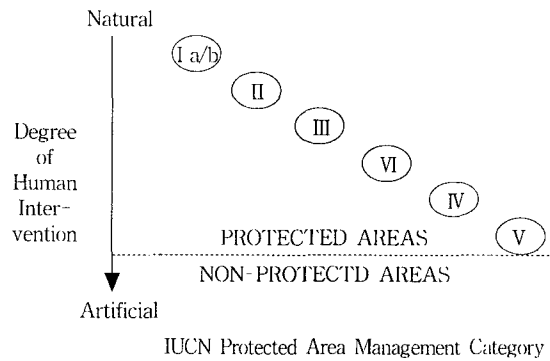 Natural
I a/b
II
III
VI
IV
V
Degree
of
Human
Inter-
vention
PROTECTED AREAS
NON-PROTECTD AREAS
Artificial
IUCN Protected Area Management Category